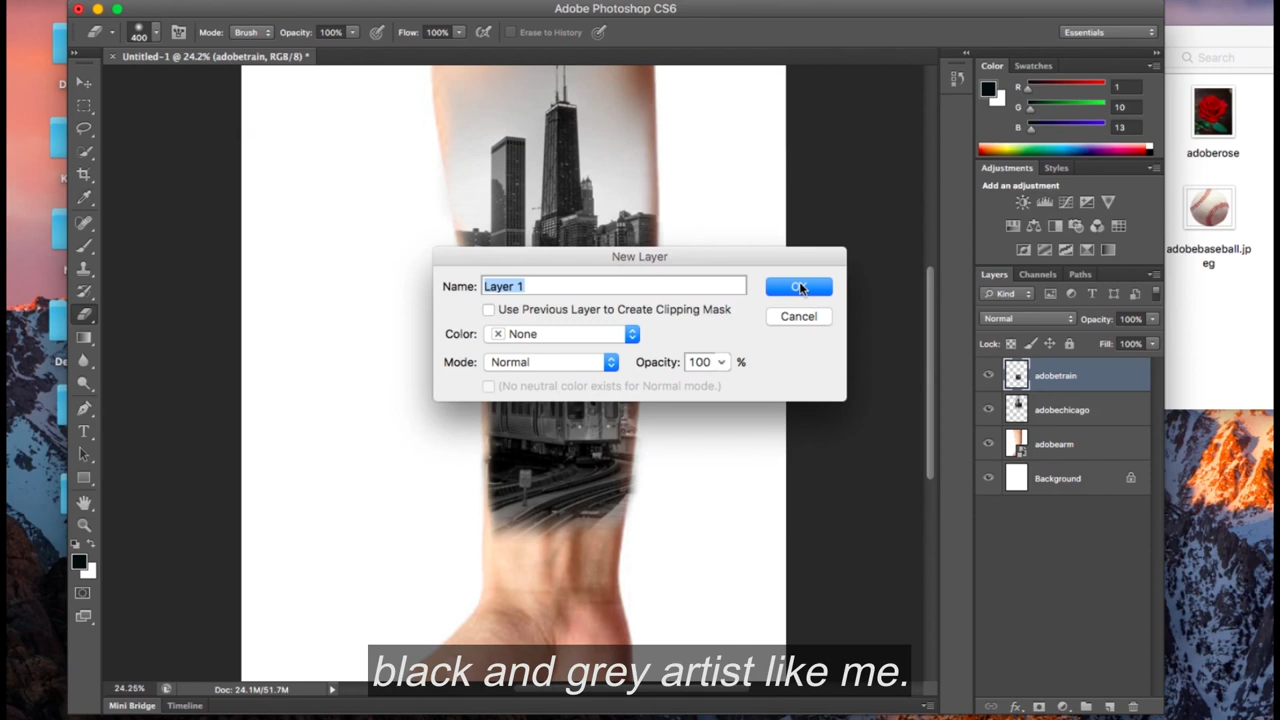 Adobe Photoshop CS6
400
Mode: Brush Opacity: 100% Flow: 100% Erase to History
Essentials
Untitled-1 @ 24.2% (adobetrain, RGB/8) *
Search
Color Swatches
R 1
G 10
B 13
adoberose
Adjustments Styles
Add an adjustment
adobebaseball.jp
eg
New Layer
Name: Layer 1
Use Previous Layer to Create Clipping Mask
Cancel
Color: None
Mode: Normal Opacity: 100 %
(No neutral color exists for Normal mode.)
Layers Channels Paths
Kind
Normal Opacity: 100%
Lock: Fill: 100%
adobetrain
adobechicago
adobearm
Background
black and grey artist like me.
24.25% Doc: 24.1M/51.7M
Mini Bridge Timeline